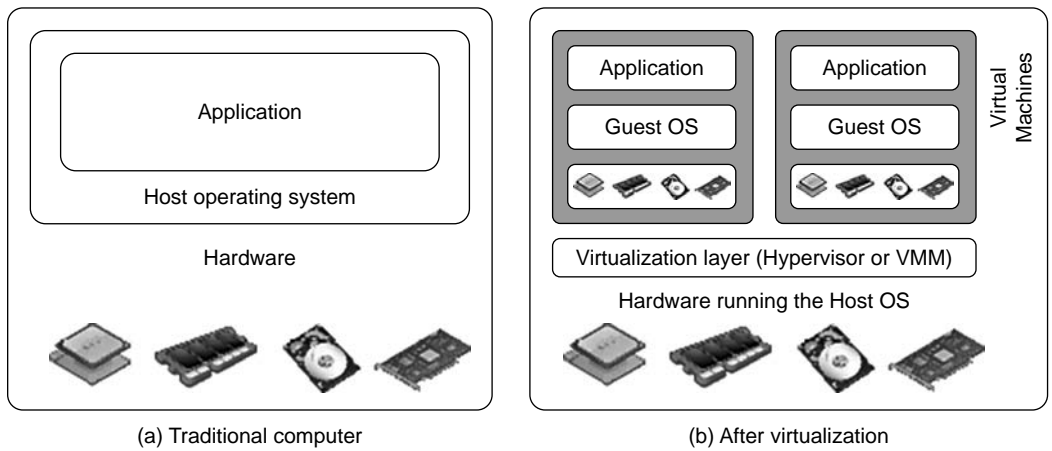 Application
Host operating system
Hardware
(a) Traditional computer
Application
Guest OS
Application
Guest OS
Virtual
Machines
Virtualization layer (Hypervisor or VMM)
Hardware running the Host OS
(b) After virtualization